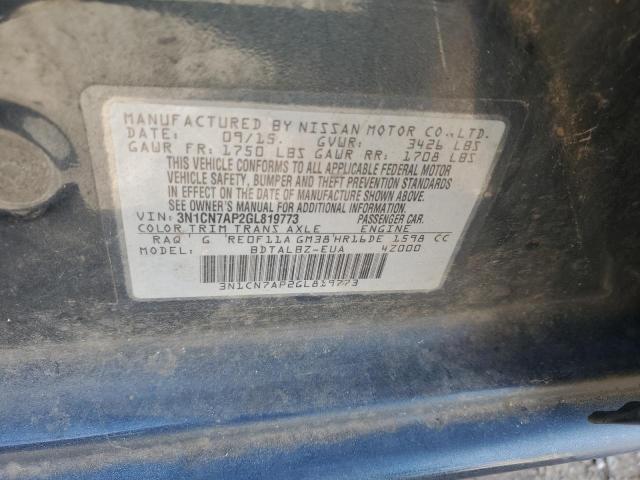 MANUFACTURED BY NISSAN MOTOR CO.,LTD.
DATE: 09/15. GVWR: 3426 LBS
GAWR FR: 1750 LBS GAWR RR: 1708 LBS
THIS VEHICLE CONFORMS TO ALL APPLICABLE FEDERAL MOTOR
VEHICLE SAFETY, BUMPER AND THEFT PREVENTION STANDARDS
IN EFFECT ON THE DATE OF MANUFACTURE SHOWN ABOVE.
SEE OWNER'S MANUAL FOR ADDITIONAL INFORMATION
VIN: 3N1CN7AP2GL819773 PASSENGER CAR.
COLOR TRIM TRANS AXLE ENGINE
RAQ G RE0F11A GM38 HR16DE 1598 CC
BDTALBZ-EUA 4Z000
3N1CN7AP2GL819773